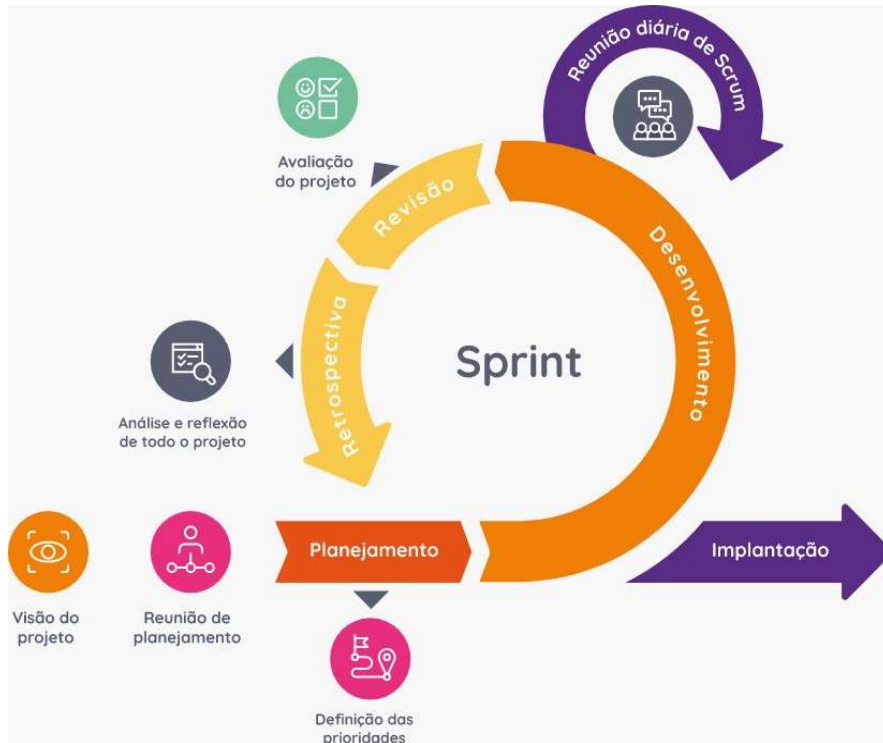 Reunião diária de Scrum
Avaliação
do projeto
Revisão
Desenvolvimento
Retrospectiva
Sprint
Análise e reflexão
de todo o projeto
Planejamento
Implantação
Visão do
projeto
Reunião de
planejamento
Definição das
prioridades